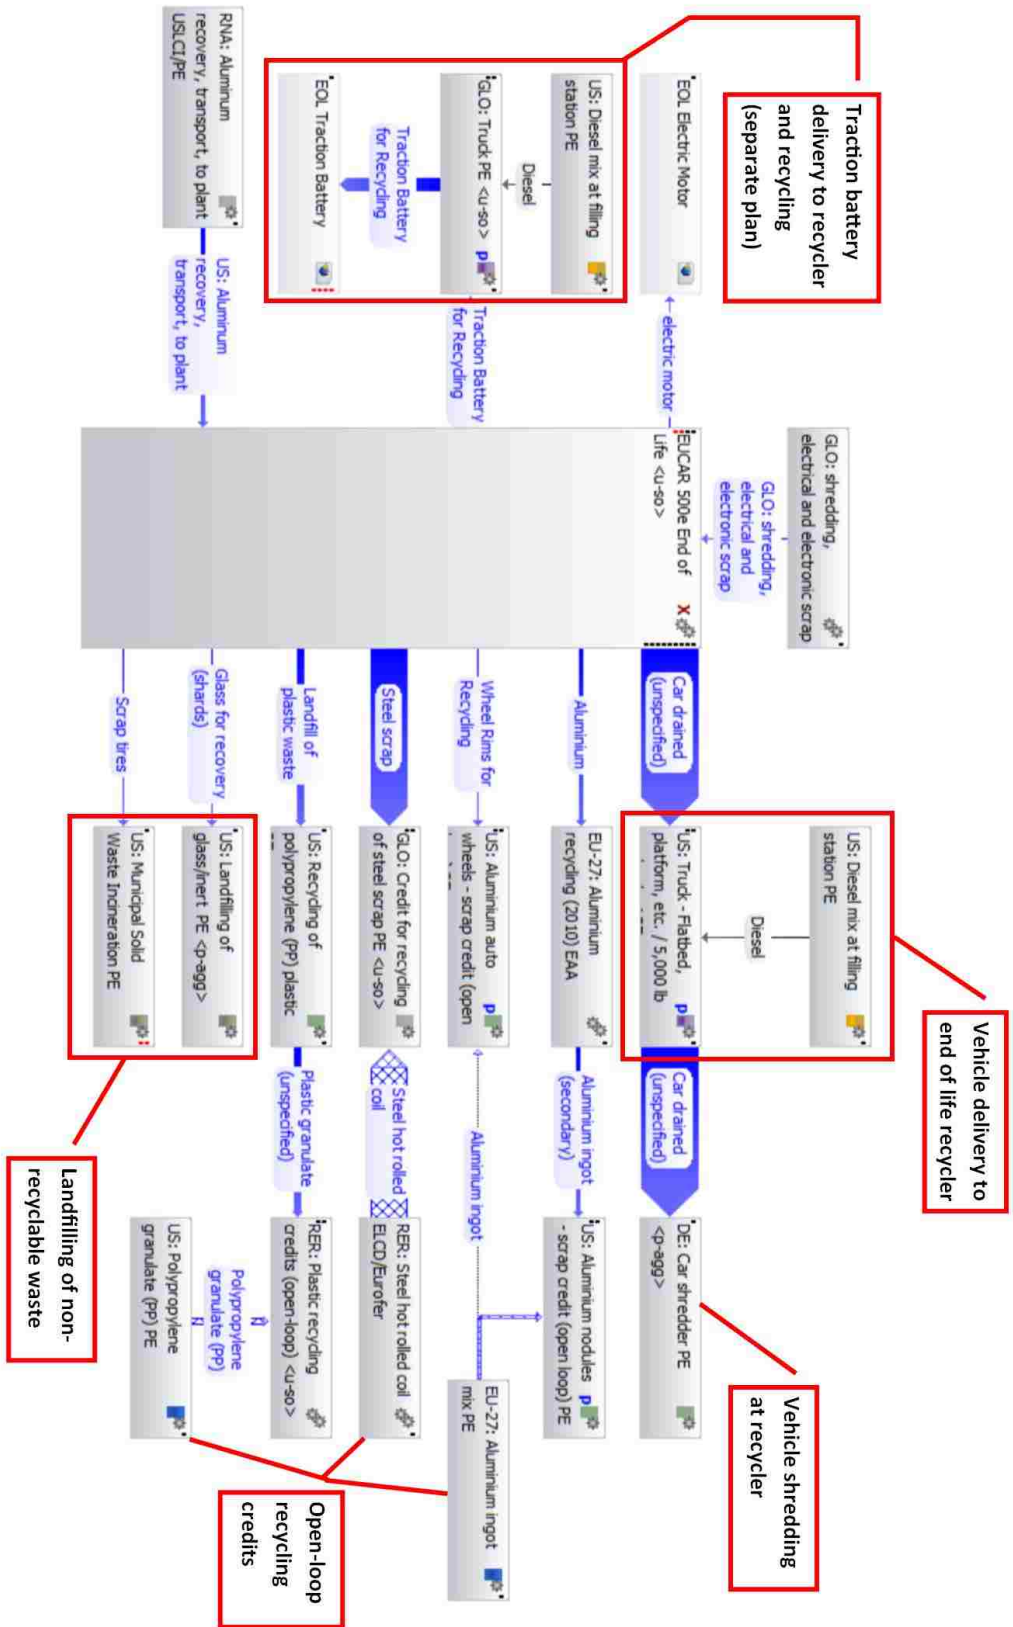 Traction battery
delivery to recycler
and recycling
(separate plan)
Vehicle delivery to
end of life recycler
Vehicle shredding
at recycler
GLO: shredding,
electrical and electronic scrap
GLO: shredding,
electrical and
electronic scrap
US: Diesel mix at filling
station PE
Diesel
EOL Electric Motor
electric motor
EUCAR 500e End of
Life <u-so>
X
Car drained
(unspecified)
US: Truck - Flatbed,
platform, etc. / 5,000 lb
p
Car drained
(unspecified)
DE: Car shredder PE
<p-agg>
US: Diesel mix at filling
station PE
Diesel
GLO: Truck PE <u-so>
p
Traction Battery
for Recycling
EOL Traction Battery
Traction Battery
for Recycling
Aluminium
EU-27: Aluminium
recycling (2010) EAA
Aluminium ingot
(secondary)
US: Aluminium nodules
- scrap credit (open loop) PE
p
Wheel Rims for
Recycling
US: Aluminium auto
wheels - scrap credit (open
p
Aluminium ingot
EU-27: Aluminium ingot
mix PE
Steel scrap
GLO: Credit for recycling
of steel scrap PE <u-so>
Steel hot rolled
coil
RER: Steel hot rolled coil
ELCD/Eurofer
Landfill of
plastic waste
US: Recycling of
polypropylene (PP) plastic
Plastic granulate
(unspecified)
RER: Plastic recycling
credits (open-loop) <u-so>
Polypropylene
granulate (PP)
US: Polypropylene
granulate (PP) PE
RNA: Aluminum
recovery, transport, to plant
USLCI/PE
US: Aluminum
recovery,
transport, to plant
Glass for recovery
(shards)
US: Landfilling of
glass/inert PE <p-agg>
Scrap tires
US: Municipal Solid
Waste Incineration PE
Open-loop
recycling
credits
Landfilling of non-
recyclable waste